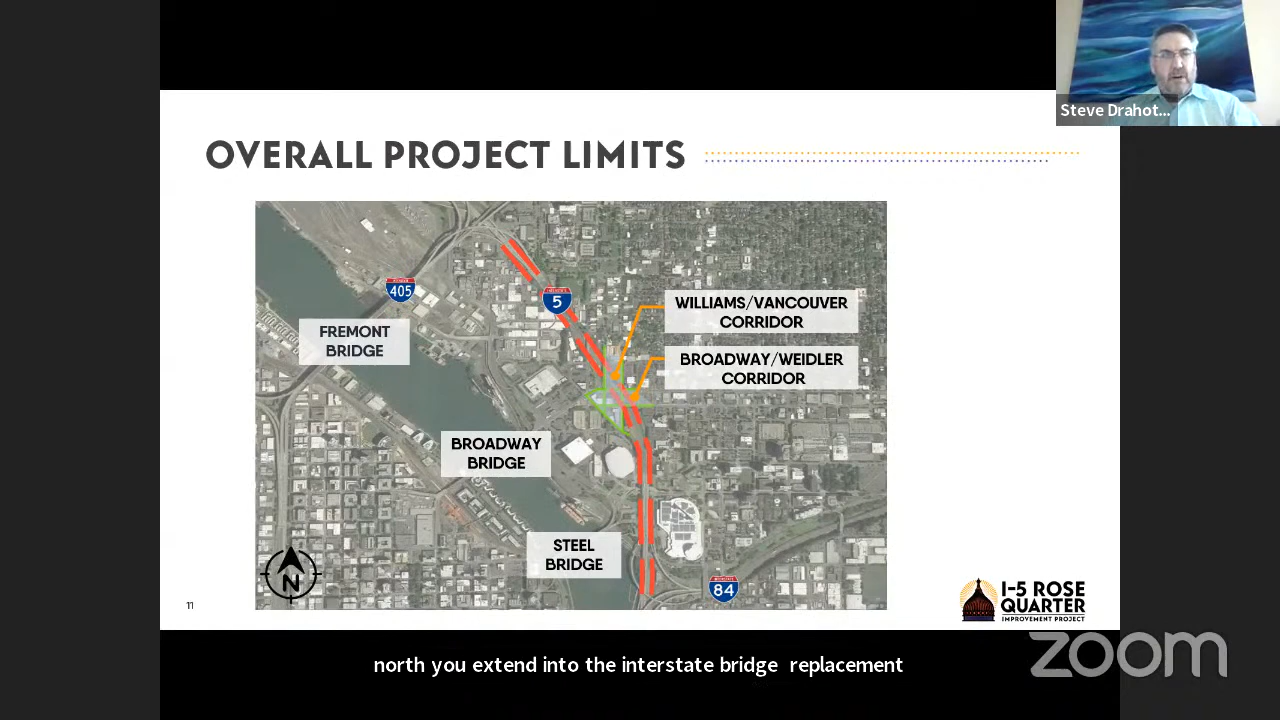 Steve Drahot...
OVERALL PROJECT LIMITS
405
5
WILLIAMS/VANCOUVER
CORRIDOR
FREMONT
BRIDGE
BROADWAY/WEIDLER
CORRIDOR
BROADWAY
BRIDGE
STEEL
BRIDGE
N
84
I-5 ROSE
QUARTER
IMPROVEMENT PROJECT
11
north you extend into the interstate bridge replacement
zoom